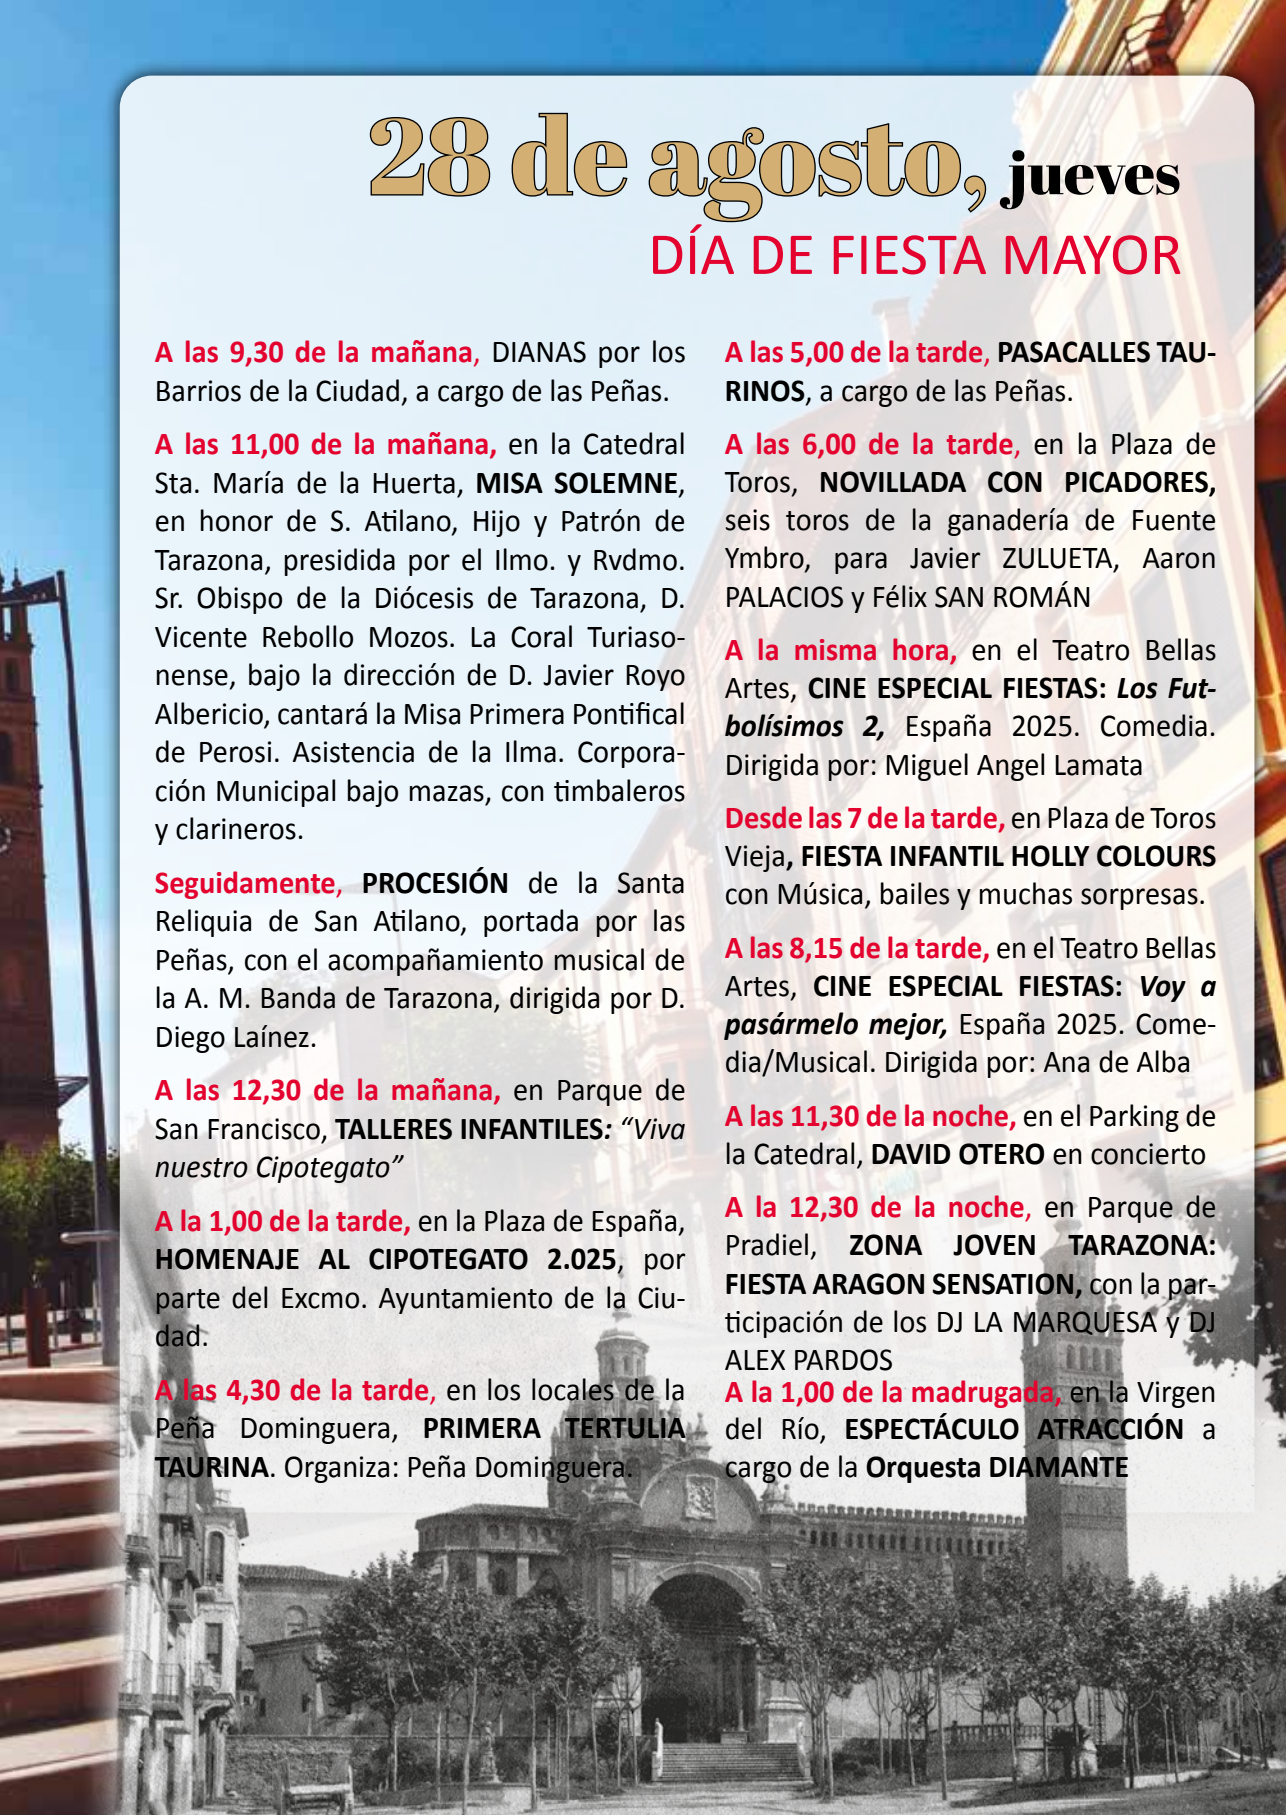 28 de agosto, jueves
DÍA DE FIESTA MAYOR
A las 9,30 de la mañana, DIANAS por los
Barrios de la Ciudad, a cargo de las Peñas.
A las 11,00 de la mañana, en la Catedral
Sta. María de la Huerta, MISA SOLEMNE,
en honor de S. Atilano, Hijo y Patrón de
Tarazona, presidida por el Ilmo. y Rvdmo.
Sr. Obispo de la Diócesis de Tarazona, D.
Vicente Rebollo Mozos. La Coral Turiaso-
nense, bajo la dirección de D. Javier Royo
Albericio, cantará la Misa Primera Pontifical
de Perosi. Asistencia de la Ilma. Corpora-
ción Municipal bajo mazas, con timbaleros
y clarineros.
Seguidamente, PROCESIÓN de la Santa
Reliquia de San Atilano, portada por las
Peñas, con el acompañamiento musical de
la A. M. Banda de Tarazona, dirigida por D.
Diego Laínez.
A las 12,30 de la mañana, en Parque de
San Francisco, TALLERES INFANTILES: “Viva
nuestro Cipotegato”
A la 1,00 de la tarde, en la Plaza de España,
HOMENAJE AL CIPOTEGATO 2.025, por
parte del Excmo. Ayuntamiento de la Ciu-
dad.
A las 4,30 de la tarde, en los locales de la
Peña Dominguera, PRIMERA TERTULIA
TAURINA. Organiza: Peña Dominguera.
A las 5,00 de la tarde, PASACALLES TAU-
RINOS, a cargo de las Peñas.
A las 6,00 de la tarde, en la Plaza de
Toros, NOVILLADA CON PICADORES,
seis toros de la ganadería de Fuente
Ymbro, para Javier ZULUETA, Aaron
PALACIOS y Félix SAN ROMÁN
A la misma hora, en el Teatro Bellas
Artes, CINE ESPECIAL FIESTAS: Los Fut-
bolísimos 2, España 2025. Comedia.
Dirigida por: Miguel Angel Lamata
Desde las 7 de la tarde, en Plaza de Toros
Vieja, FIESTA INFANTIL HOLLY COLOURS
con Música, bailes y muchas sorpresas.
A las 8,15 de la tarde, en el Teatro Bellas
Artes, CINE ESPECIAL FIESTAS: Voy a
pasármelo mejor, España 2025. Come-
dia/Musical. Dirigida por: Ana de Alba
A las 11,30 de la noche, en el Parking de
la Catedral, DAVID OTERO en concierto
A la 12,30 de la noche, en Parque de
Pradiel, ZONA JOVEN TARAZONA:
FIESTA ARAGON SENSATION, con la par-
ticipación de los DJ LA MARQUESA y DJ
ALEX PARDOS
A la 1,00 de la madrugada, en la Virgen
del Río, ESPECTÁCULO ATRACCIÓN a
cargo de la Orquesta DIAMANTE